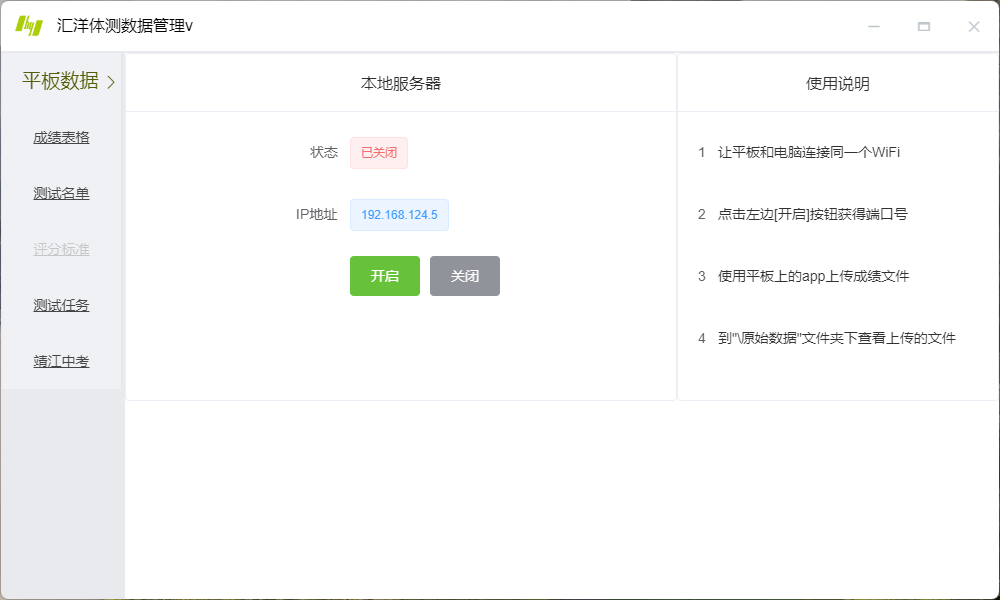 汇洋体测数据管理v
平板数据
成绩表格
测试名单
评分标准
测试任务
靖江中考
本地服务器
状态 已关闭
IP地址 192.168.124.5
开启 关闭
使用说明
1 让平板和电脑连接同一个WiFi
2 点击左边[开启]按钮获得端口号
3 使用平板上的app上传成绩文件
4 到"\原始数据"文件夹下查看上传的文件